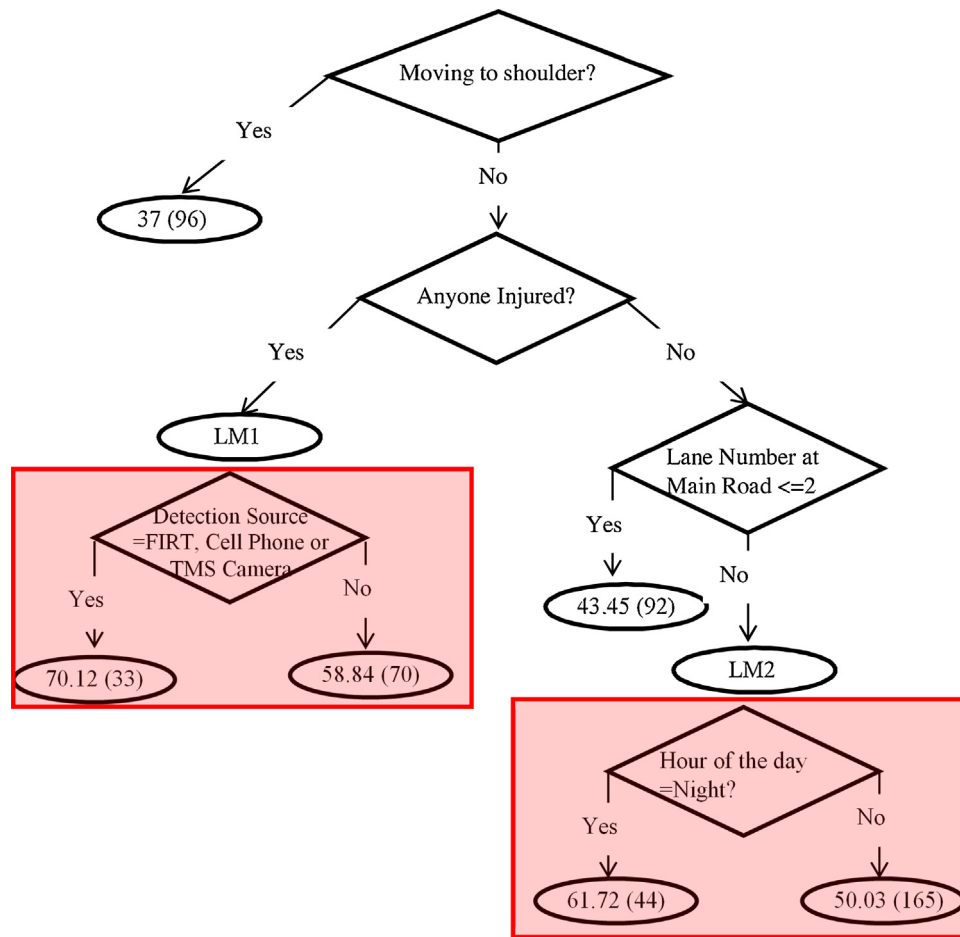 Moving to shoulder?
Yes
No
37 (96)
Anyone Injured?
Yes
No
LM1
Lane Number at
Main Road <=2
Detection Source
=FIRT, Cell Phone or
TMS Camera
Yes
No
Yes
No
70.12 (33)
58.84 (70)
43.45 (92)
LM2
Hour of the day
=Night?
Yes
No
61.72 (44)
50.03 (165)